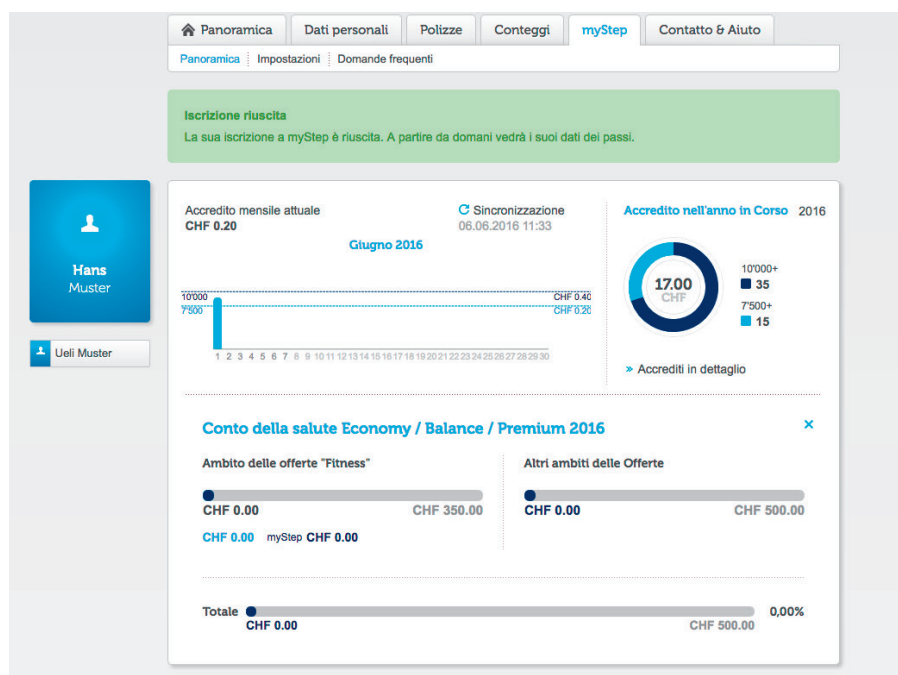 Panoramica Dati personali Polizze Conteggi myStep Contatto & Aiuto
Panoramica Impostazioni Domande frequenti
Iscrizione riuscita
La sua iscrizione a myStep è riuscita. A partire da domani vedrà i suoi dati dei passi.
Hans
Muster
Ueli Muster
Accredito mensile attuale
CHF 0.20
Sincronizzazione
06.06.2016 11:33
Giugno 2016
10'000 CHF 0.40
7'500 CHF 0.20
1 2 3 4 5 6 7 8 9 10 11 12 13 14 15 16 17 18 19 20 21 22 23 24 25 26 27 28 29 30
Accredito nell'anno in Corso 2016
17.00
CHF
10'000+
35
7'500+
15
» Accrediti in dettaglio
Conto della salute Economy / Balance / Premium 2016
Ambito delle offerte "Fitness"
CHF 0.00 CHF 350.00
CHF 0.00 myStep CHF 0.00
Altri ambiti delle Offerte
CHF 0.00 CHF 500.00
Totale 0,00%
CHF 0.00 CHF 500.00